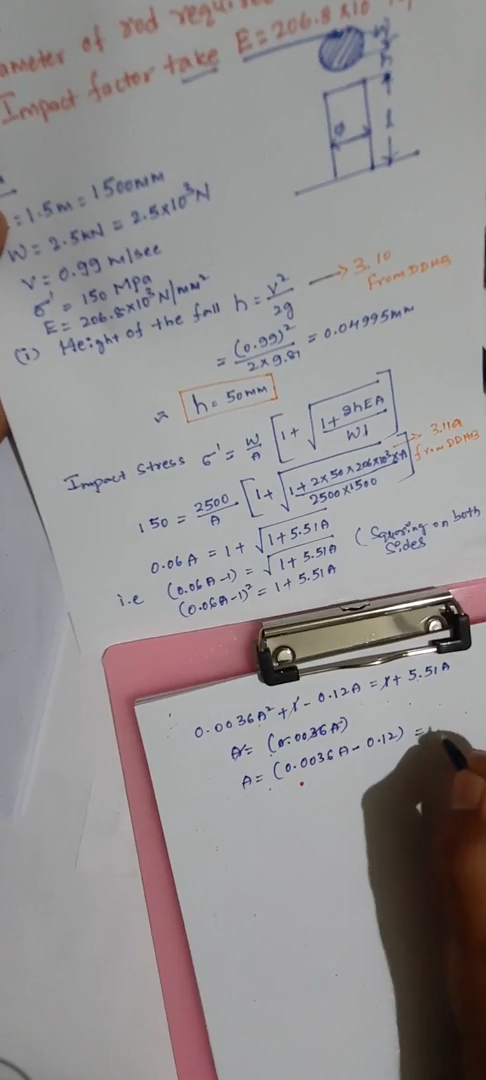 ameter of rod require
Impact factor take E = 206.8 x 10
= 1.5m = 1500mm
W = 2.5kN = 2.5x10³N
V = 0.99 m/sec
σ' = 150 MPa
E = 206.8x10³ N/mm²
(i) Height of the fall h = v²/2g → 3.10 from DDHB
= (0.99)²/2x9.81 = 0.04995mm
h = 50mm
Impact stress σ' = W/A [1+ √(1+ 2hEA/Wl)] → 3.11a from DDHB
150 = 2500/A [1+ √(1+ 2x50x206x10³xA/2500x1500)]
0.06A = 1+ √1+5.51A
i.e (0.06A-1) = √1+5.51A (Squaring on both sides
(0.06A-1)² = 1+5.51A
0.0036A² + 1 - 0.12A = 1 + 5.51A
A = (0.0036A)
A = (0.0036A - 0.12) =